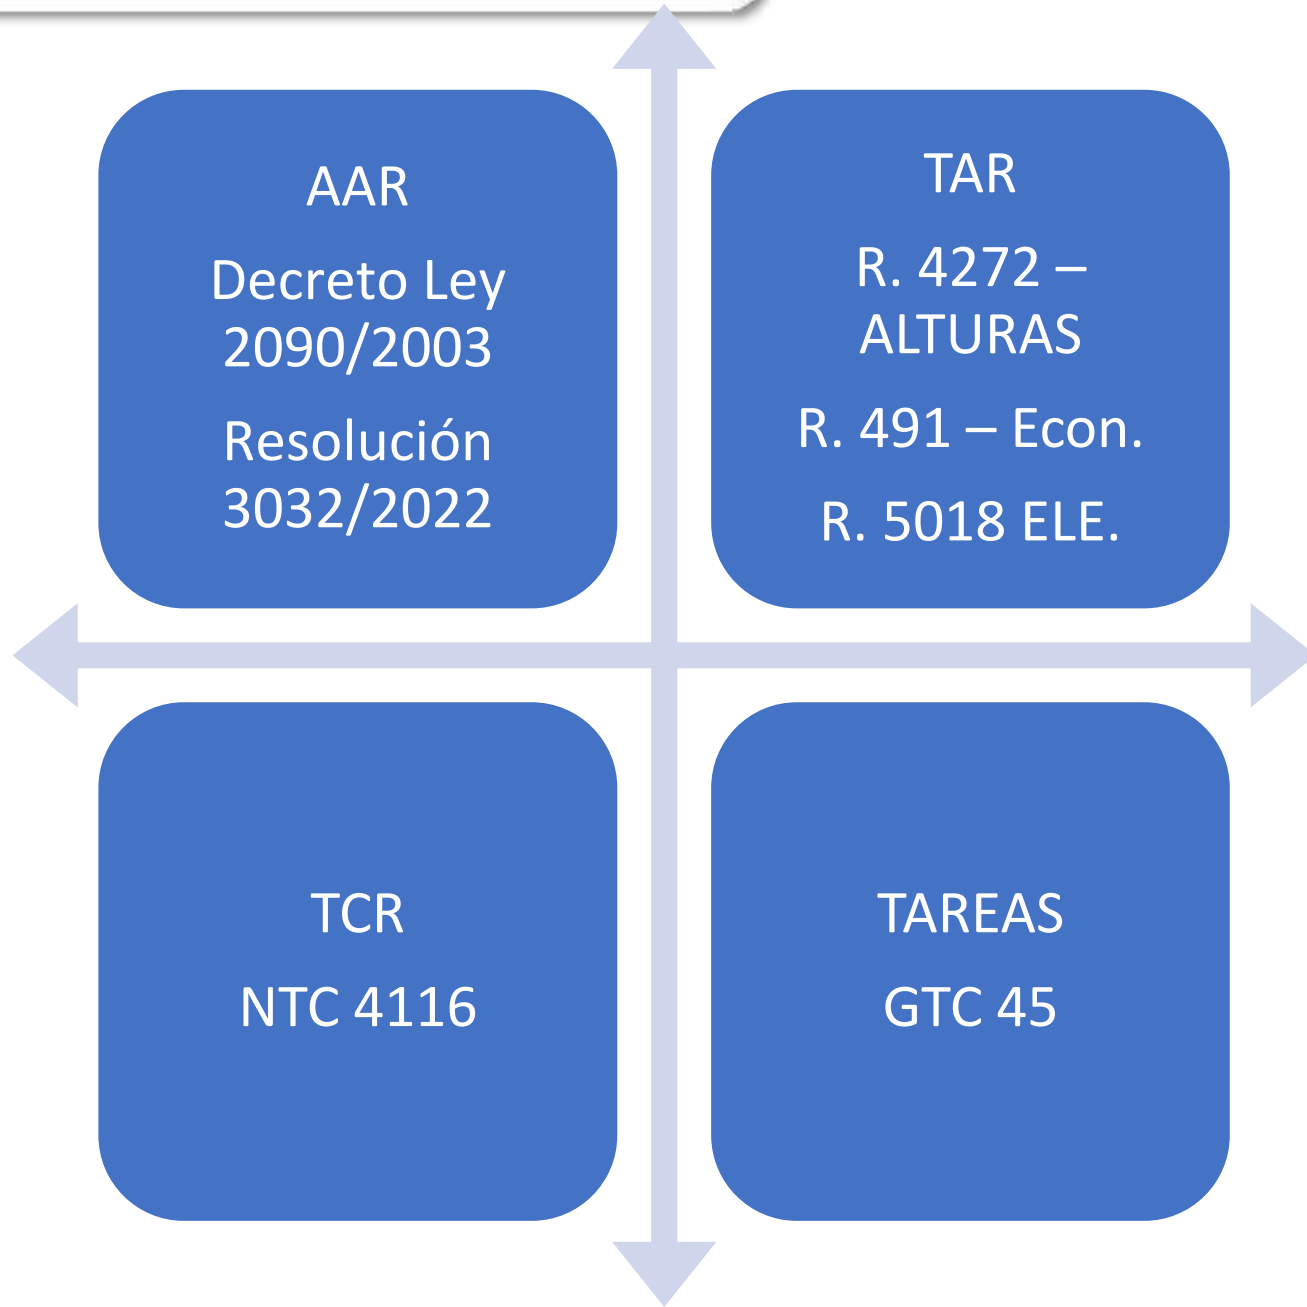 AAR
Decreto Ley
2090/2003
Resolución
3032/2022
TAR
R. 4272 –
ALTURAS
R. 491 – Econ.
R. 5018 ELE.
TCR
NTC 4116
TAREAS
GTC 45